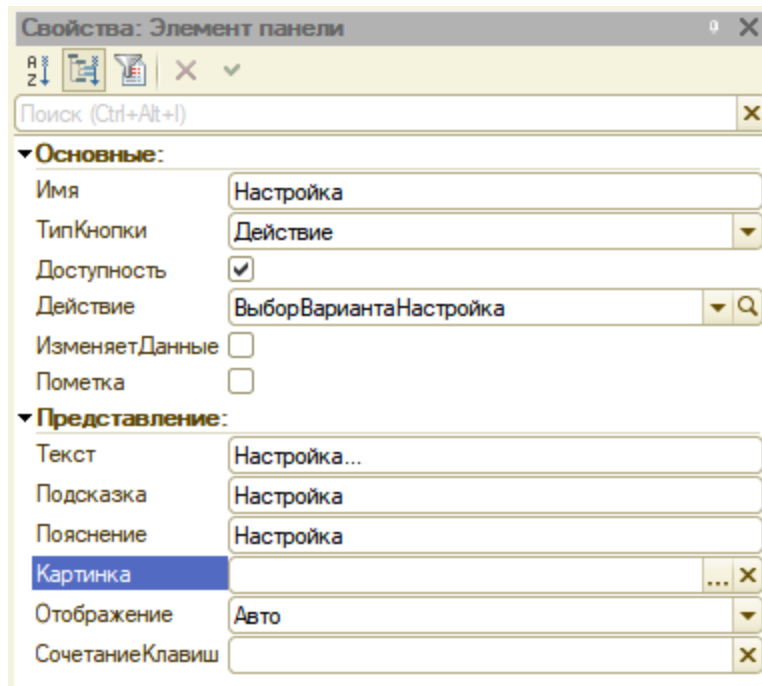 Свойства: Элемент панели
Поиск (Ctrl+Alt+I)
Основные:
Имя Настройка
ТипКнопки Действие
Доступность
Действие ВыборВариантаНастройка
ИзменяетДанные
Пометка
Представление:
Текст Настройка...
Подсказка Настройка
Пояснение Настройка
Картинка ...
Отображение Авто
СочетаниеКлавиш